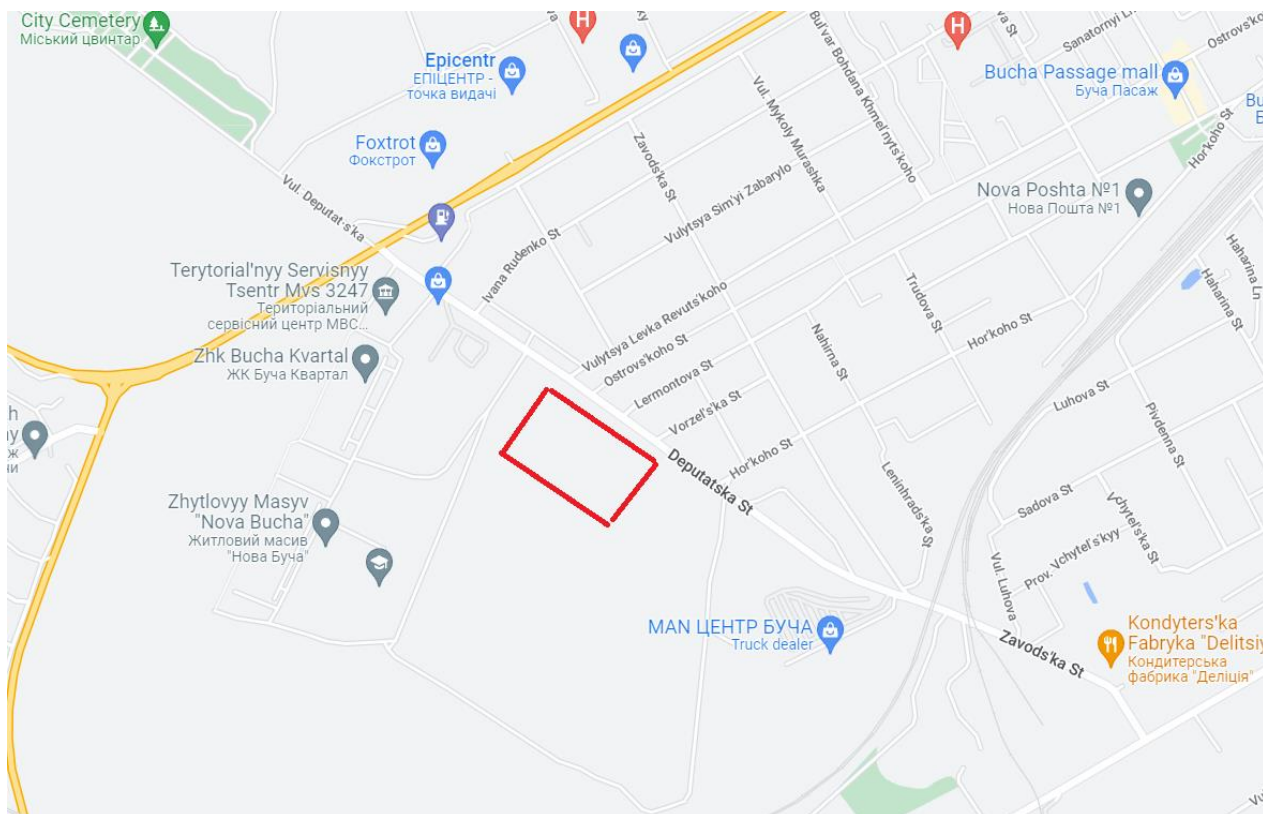 City Cemetery
Міський цвинтар
Epicentr
ЕПІЦЕНТР -
точка видачі
Foxtrot
Фокстрот
H
H
Bul'var Bohdana Khmel'nyts'koho
Sanatornyi
Ostrovs'ko
Bucha Passage mall
Буча Пасаж
Bu
Б
Hor'koho St
Vul. Mykoly Murashka
Zavods'ka St
Vulytsya Sim'yi Zabarylo
Nova Poshta №1
Нова Пошта №1
Vul. Deputat-s'ka
Ivana Rudenko St
Terytorial'nyy Servisnyy
Tsentr Mvs 3247
Територіальний
сервісний центр МВС...
Haharina Ln
Haharina St
Trudova St
Zhk Bucha Kvartal
ЖК Буча Квартал
Vulytsya Levka Revuts'koho
Ostrovs'koho St
Nahirna St
Hor'koho St
Lermontova St
Vorzel's'ka St
Luhova St
Pivdenna St
h
у
ж
ни
Hor'koho St
Deputatska St
Leninhrads'ka St
Sadova St
Vchytel's'ka St
Prov. Vchytel's'kyy
Vul. Luhova
Zhytlovyy Masyv
"Nova Bucha"
Житловий масив
"Нова Буча"
МАN ЦЕНТР БУЧА
Truck dealer
Zavods'ka St
Kondyters'ka
Fabryka "Delitsiy
Кондитерська
фабрика "Деліція"